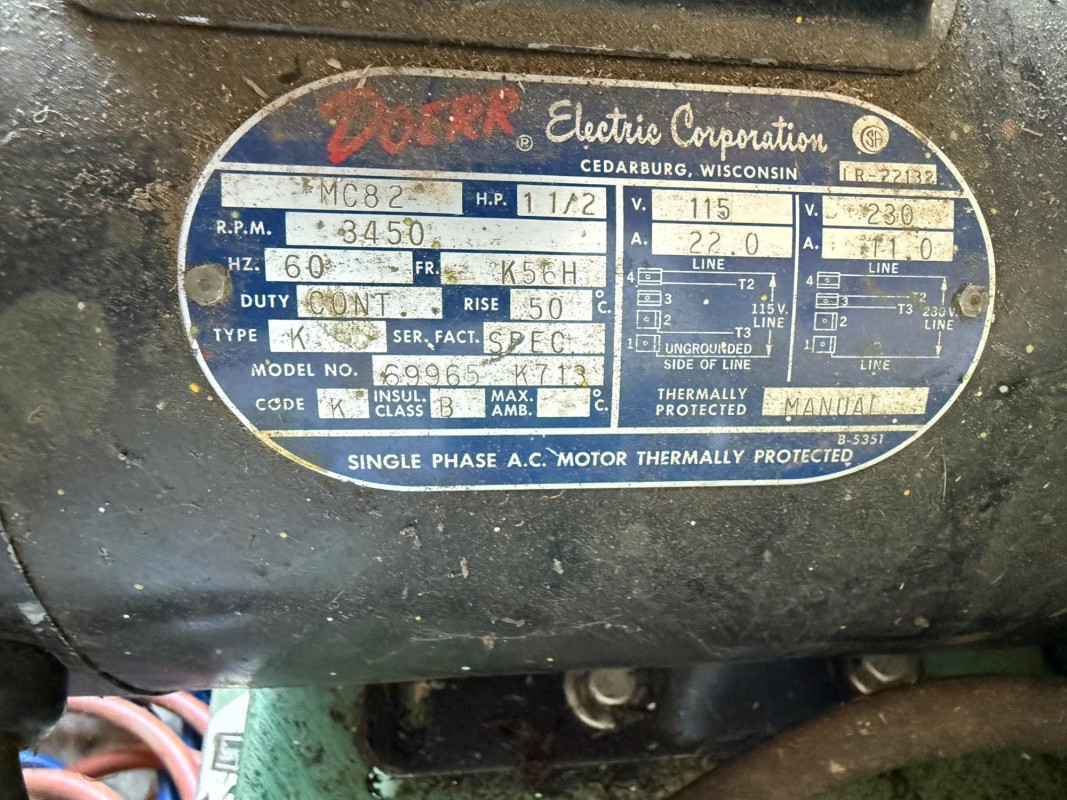 DOERR ® Electric Corporation
CSA
CEDARBURG, WISCONSIN LR-22132
MC82 H.P. 1 1/2
R.P.M. 3450
HZ. 60 FR. K56H
DUTY CONT. RISE 50 °C.
TYPE K SER. FACT. SPEC
MODEL NO. 69965 K713
CODE K INSUL. CLASS B MAX. AMB. °C.
V. 115
A. 22.0
LINE
4
T2
3
115 V. LINE
2
T3
1
UNGROUNDED
SIDE OF LINE
V. 230
A. 11.0
LINE
4
T2
3
T3
230 V. LINE
2
1
LINE
THERMALLY
PROTECTED MANUAL
B-5351
SINGLE PHASE A.C. MOTOR THERMALLY PROTECTED